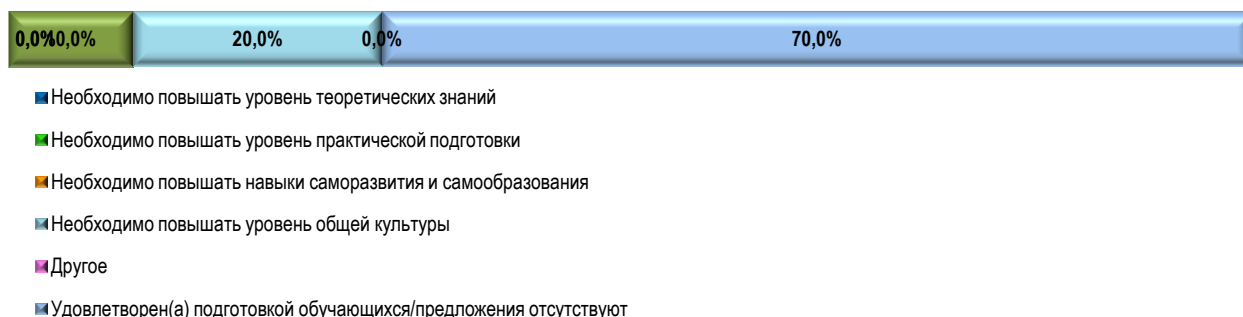 0,0%0,0% 20,0% 0,0% 70,0%
Необходимо повышать уровень теоретических знаний
Необходимо повышать уровень практической подготовки
Необходимо повышать навыки саморазвития и самообразования
Необходимо повышать уровень общей культуры
Другое
Удовлетворен(а) подготовкой обучающихся/предложения отсутствуют